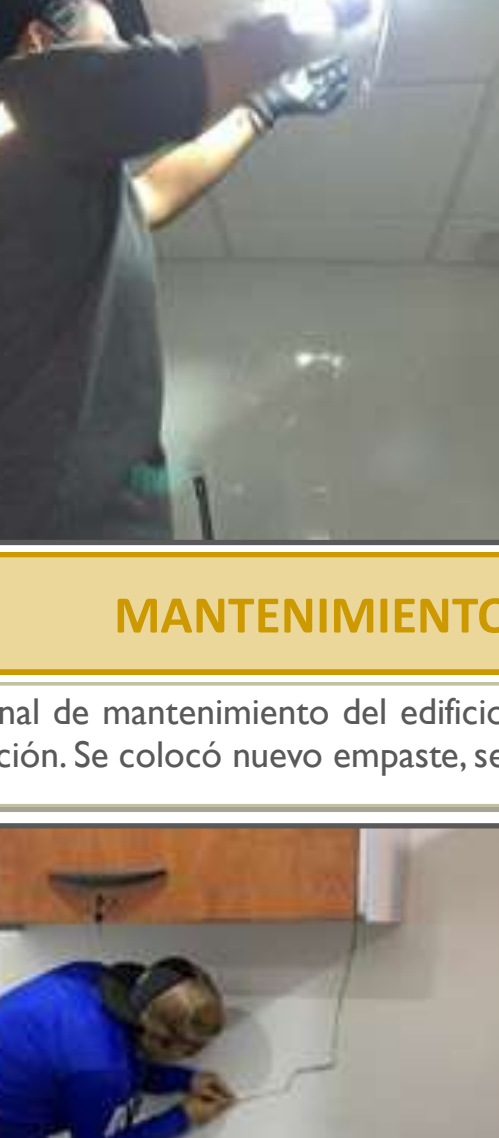 MANTENIMIENTO
nal de mantenimiento del edificio
ción. Se colocó nuevo empaste, se